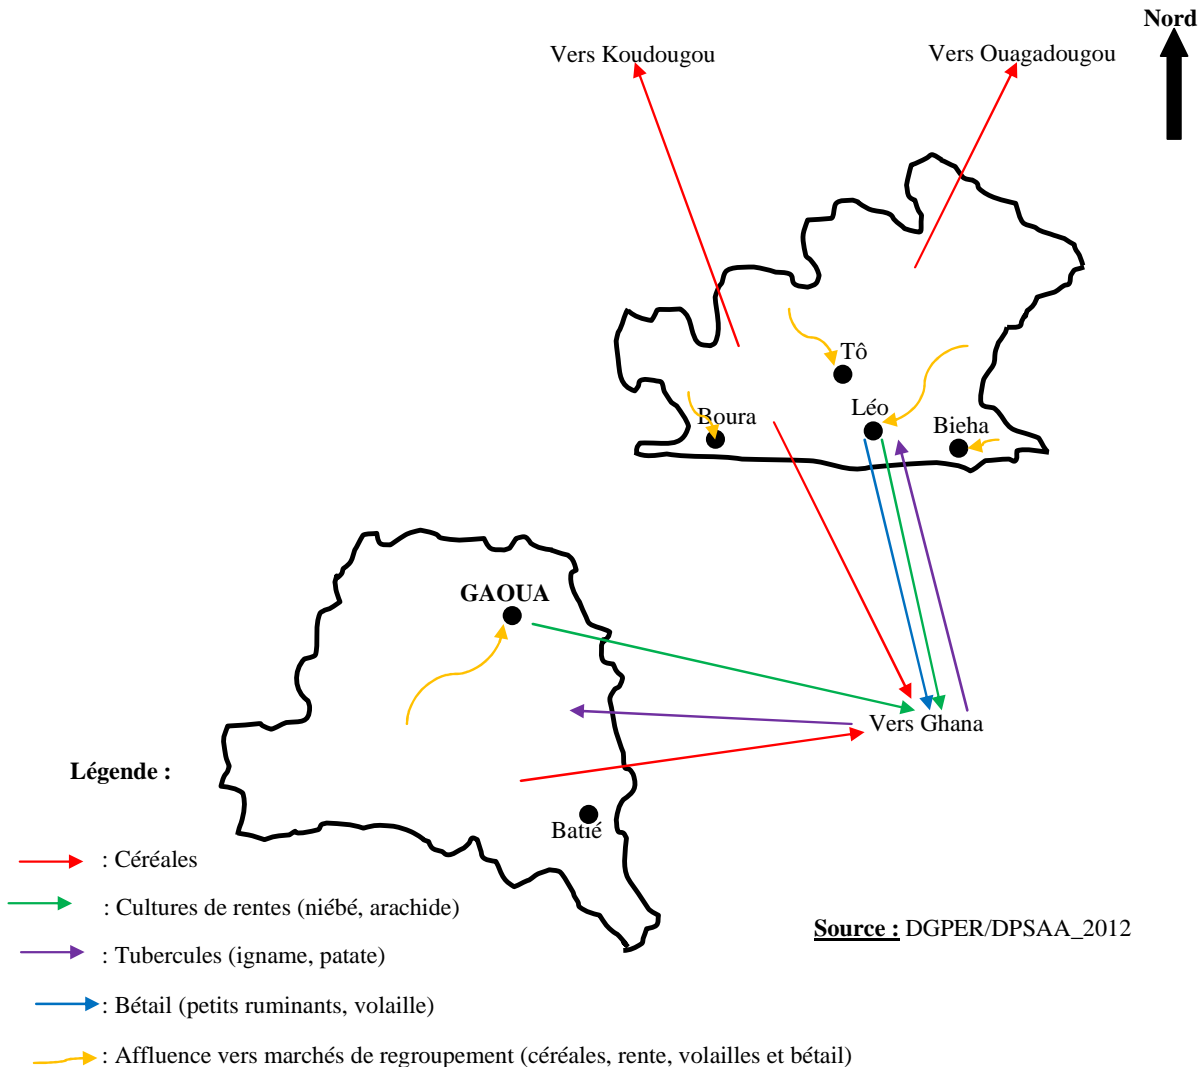 Nord
Vers Koudougou
Vers Ouagadougou
Tô
Léo
Boura
Bieha
GAOUA
Vers Ghana
Légende :
Batié
: Céréales
: Cultures de rentes (niébé, arachide)
Source : DGPER/DPSAA_2012
: Tubercules (igname, patate)
: Bétail (petits ruminants, volaille)
: Affluence vers marchés de regroupement (céréales, rente, volailles et bétail)